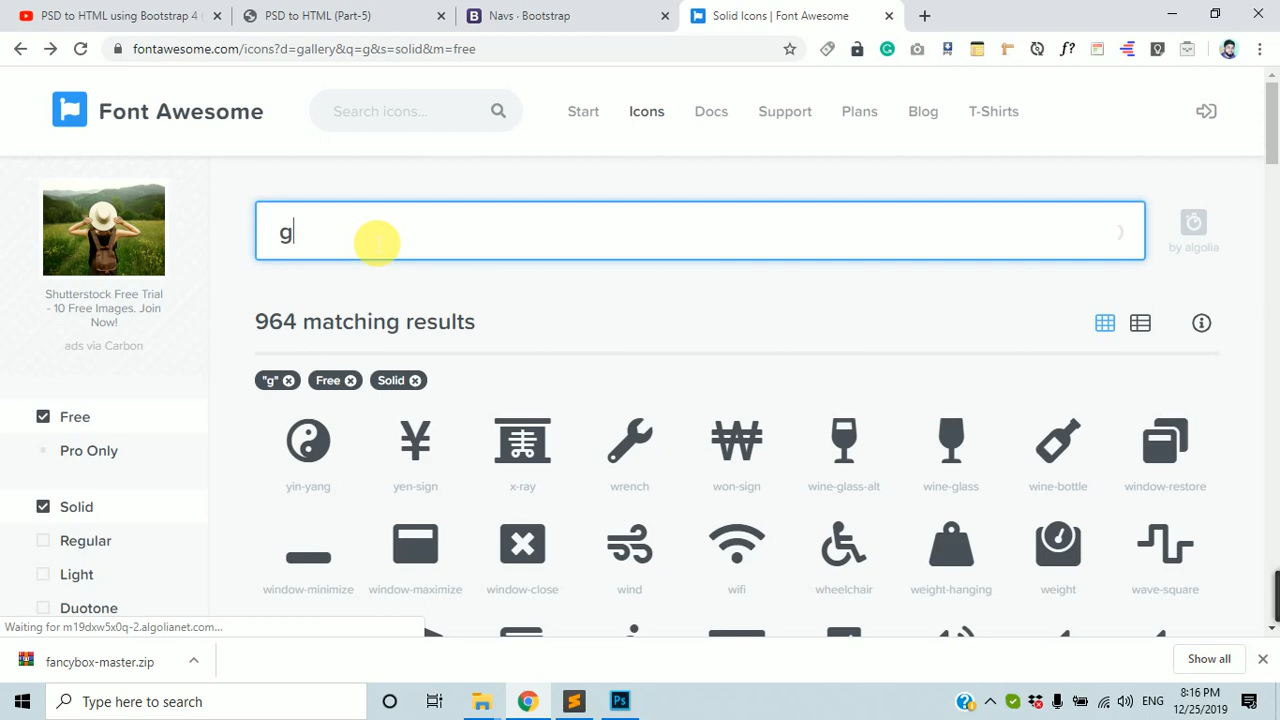 PSD to HTML using Bootstrap 4 (
PSD to HTML (Part-5)
Navs · Bootstrap
Solid Icons | Font Awesome
fontawesome.com/icons?d=gallery&q=g&s=solid&m=free
Font Awesome
Search icons...
Start
Icons
Docs
Support
Plans
Blog
T-Shirts
g
by algolia
Shutterstock Free Trial
- 10 Free Images. Join
Now!
ads via Carbon
964 matching results
"g"
Free
Solid
Free
Pro Only
Solid
Regular
Light
Duotone
yin-yang
yen-sign
x-ray
wrench
won-sign
wine-glass-alt
wine-glass
wine-bottle
window-restore
window-minimize
window-maximize
window-close
wind
wifi
wheelchair
weight-hanging
weight
wave-square
Waiting for m19dxw5x0q-2.algolianet.com...
fancybox-master.zip
Show all
Type here to search
ENG
8:16 PM
12/25/2019